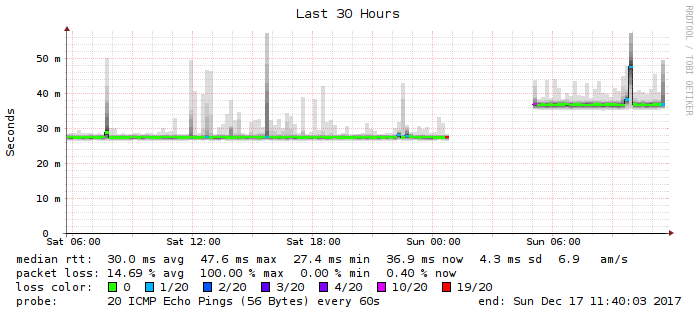 Last 30 Hours
RRDTOOL / TOBI OETIKER
Seconds
50 m
40 m
30 m
20 m
10 m
0
Sat 06:00 Sat 12:00 Sat 18:00 Sun 00:00 Sun 06:00
median rtt: 30.0 ms avg 47.6 ms max 27.4 ms min 36.9 ms now 4.3 ms sd 6.9 am/s
packet loss: 14.69 % avg 100.00 % max 0.00 % min 0.40 % now
loss color: 0 1/20 2/20 3/20 4/20 10/20 19/20
probe: 20 ICMP Echo Pings (56 Bytes) every 60s end: Sun Dec 17 11:40:03 2017